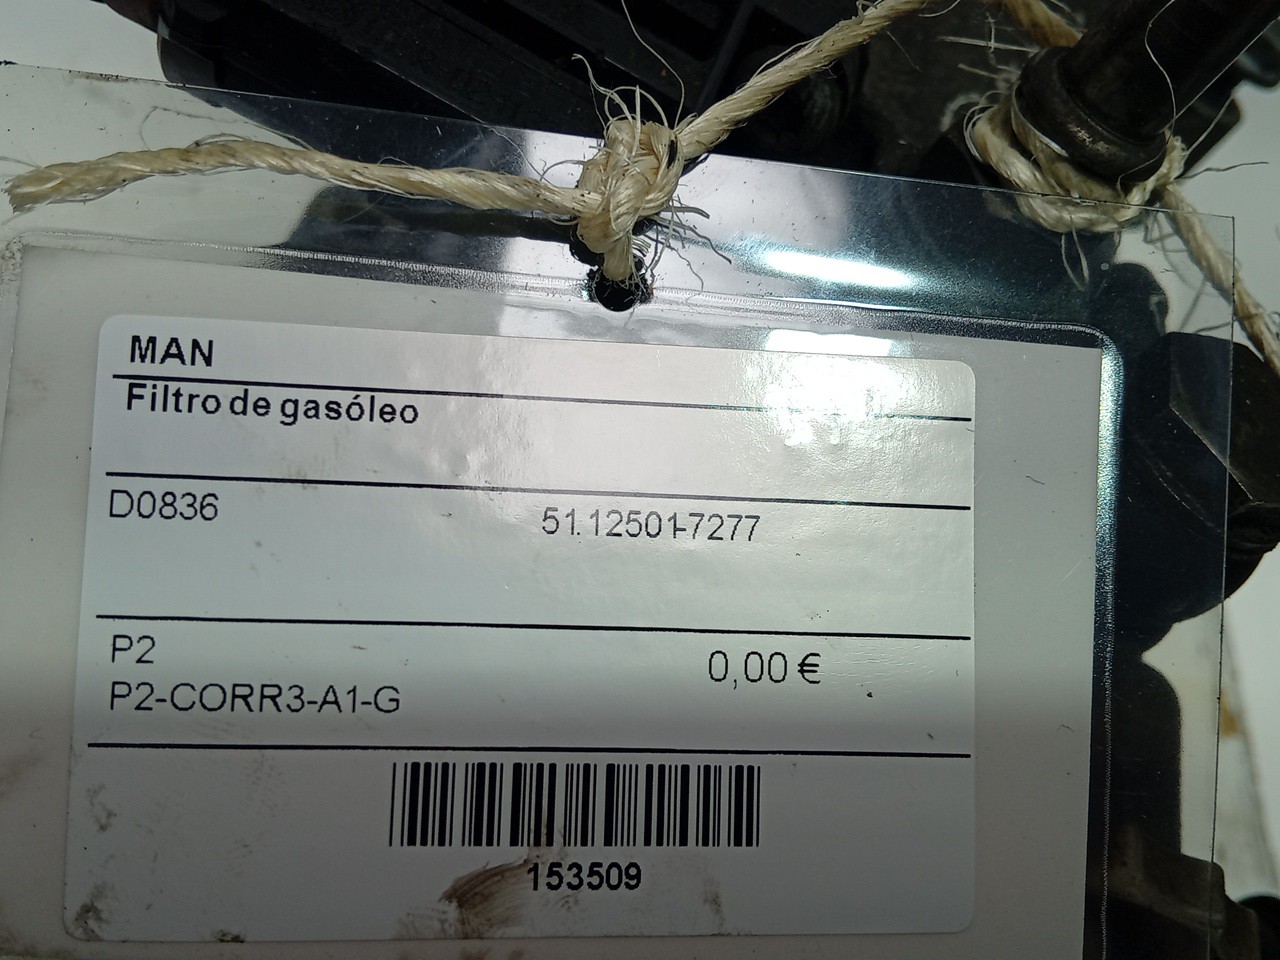 MAN
Filtro de gasóleo
D0836 51.12501-7277
P2 0,00 €
P2-CORR3-A1-G
153509